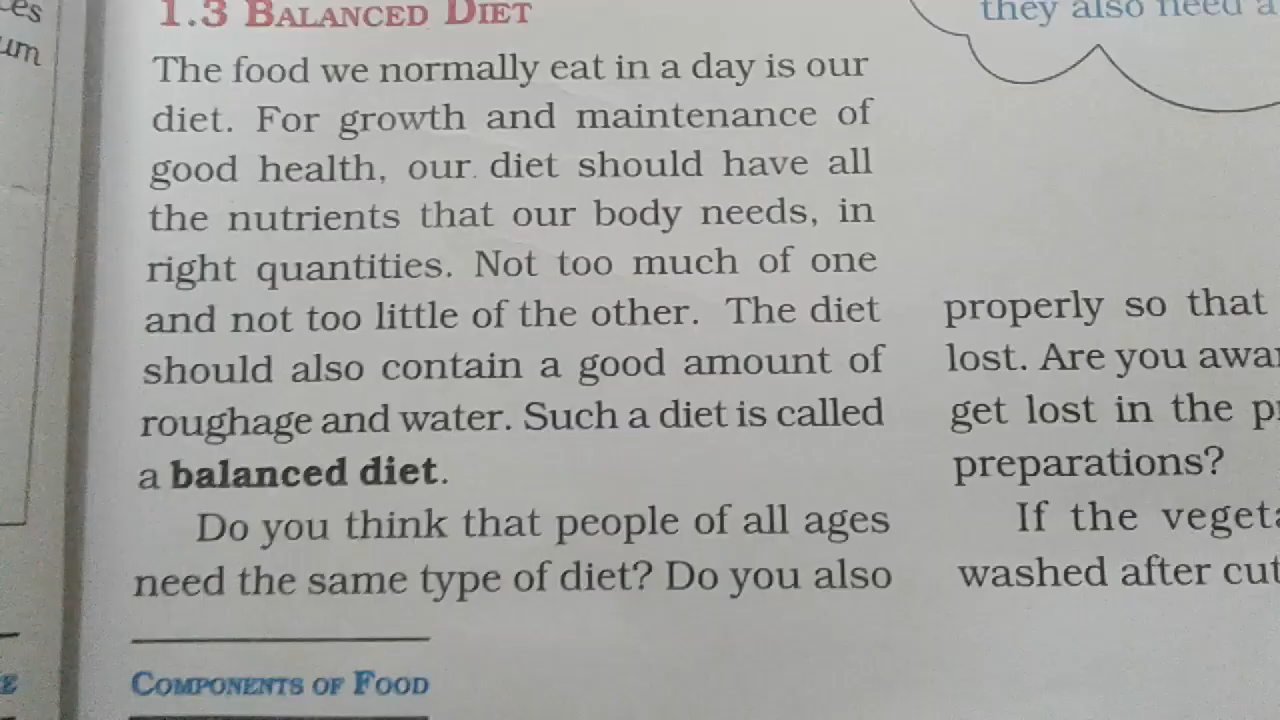 es
um
1.3 BALANCED DIET
The food we normally eat in a day is our
diet. For growth and maintenance of
good health, our diet should have all
the nutrients that our body needs, in
right quantities. Not too much of one
and not too little of the other. The diet
should also contain a good amount of
roughage and water. Such a diet is called
a balanced diet.
Do you think that people of all ages
need the same type of diet? Do you also
COMPONENTS OF FOOD
they also need a
properly so that
lost. Are you
get lost in the
preparations?
If the
washed after